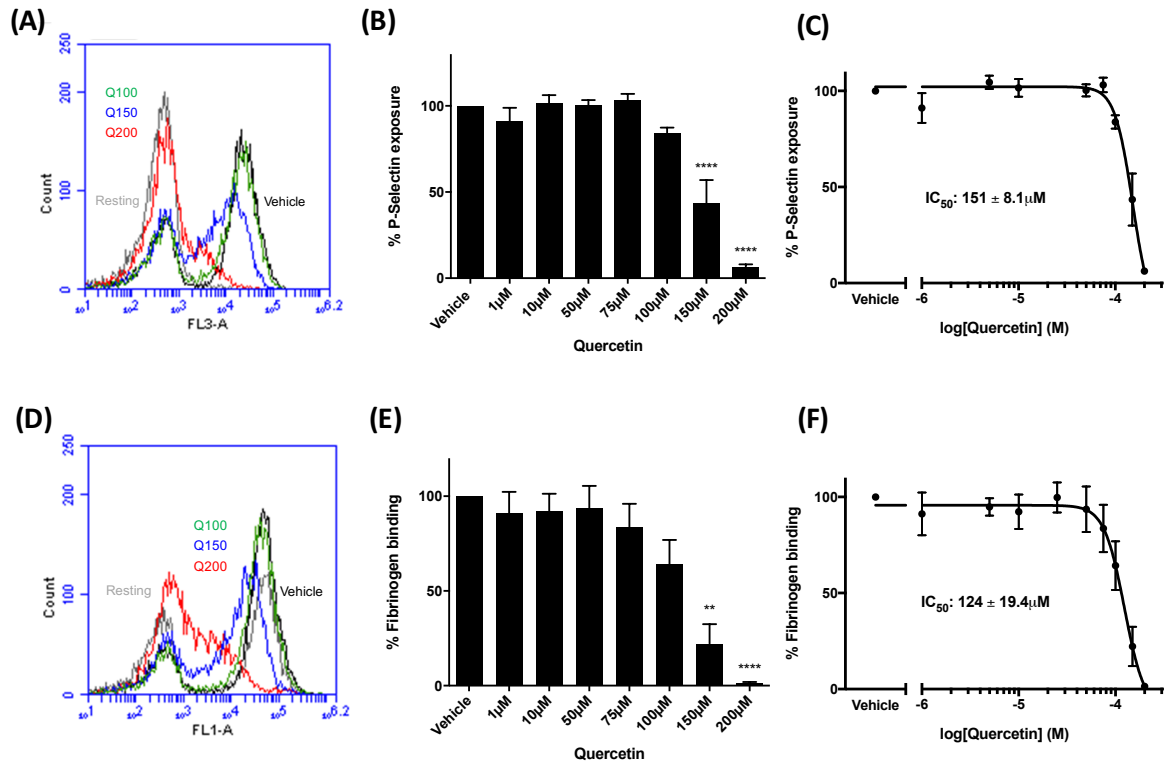 (A)
250
200
150
100
50
0
Count
Q100
Q150
Q200
Resting
Vehicle
10^1
10^2
10^3
10^4
10^5
10^6.2
FL3-A
(B)
% P-Selectin exposure
100
50
0
****
****
Vehicle
1μM
10μM
50μM
75μM
100μM
150μM
200μM
Quercetin
(C)
% P-Selectin exposure
100
50
0
IC50: 151 ± 8.1μM
Vehicle
-6
-5
-4
log[Quercetin] (M)
(D)
250
200
150
100
50
0
Count
Q100
Q150
Q200
Resting
Vehicle
10^1
10^2
10^3
10^4
10^5
10^6.2
FL1-A
(E)
% Fibrinogen binding
100
50
0
**
****
Vehicle
1μM
10μM
50μM
75μM
100μM
150μM
200μM
Quercetin
(F)
% Fibrinogen binding
100
50
0
IC50: 124 ± 19.4μM
Vehicle
-6
-5
-4
log[Quercetin] (M)